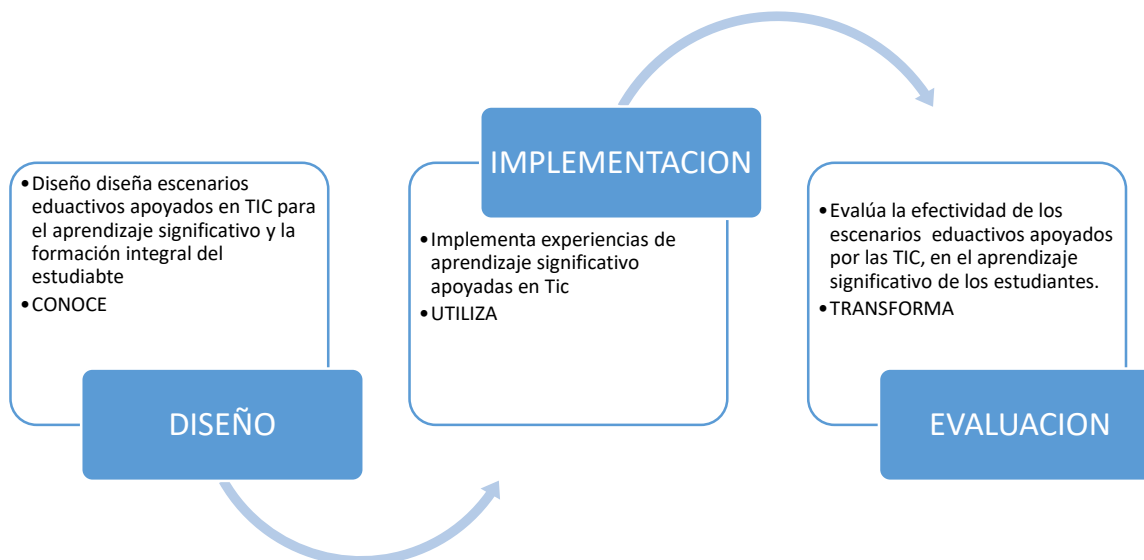 •Diseño diseña escenarios
eduactivos apoyados en TIC para
el aprendizaje significativo y la
formación integral del
estudiabte
•CONOCE
DISEÑO
IMPLEMENTACION
•Implementa experiencias de
aprendizaje significativo
apoyadas en Tic
•UTILIZA
•Evalúa la efectividad de los
escenarios eduactivos apoyados
por las TIC, en el aprendizaje
significativo de los estudiantes.
•TRANSFORMA
EVALUACION